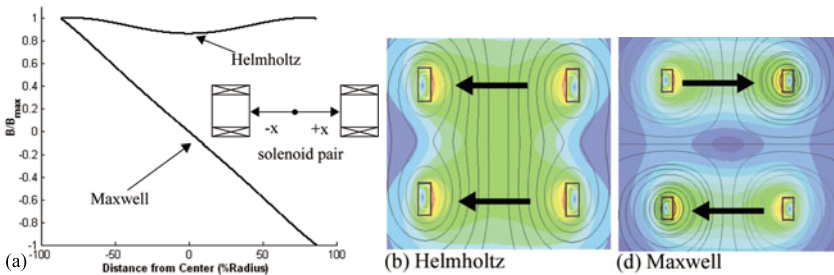 1
0.8
0.6
0.4
0.2
0
-0.2
-0.4
-0.6
-0.8
-1
B/Bmax
Helmholtz
-x +x
solenoid pair
Maxwell
-100 -50 0 50 100
(a) Distance from Center (%Radius)
(b) Helmholtz
(d) Maxwell